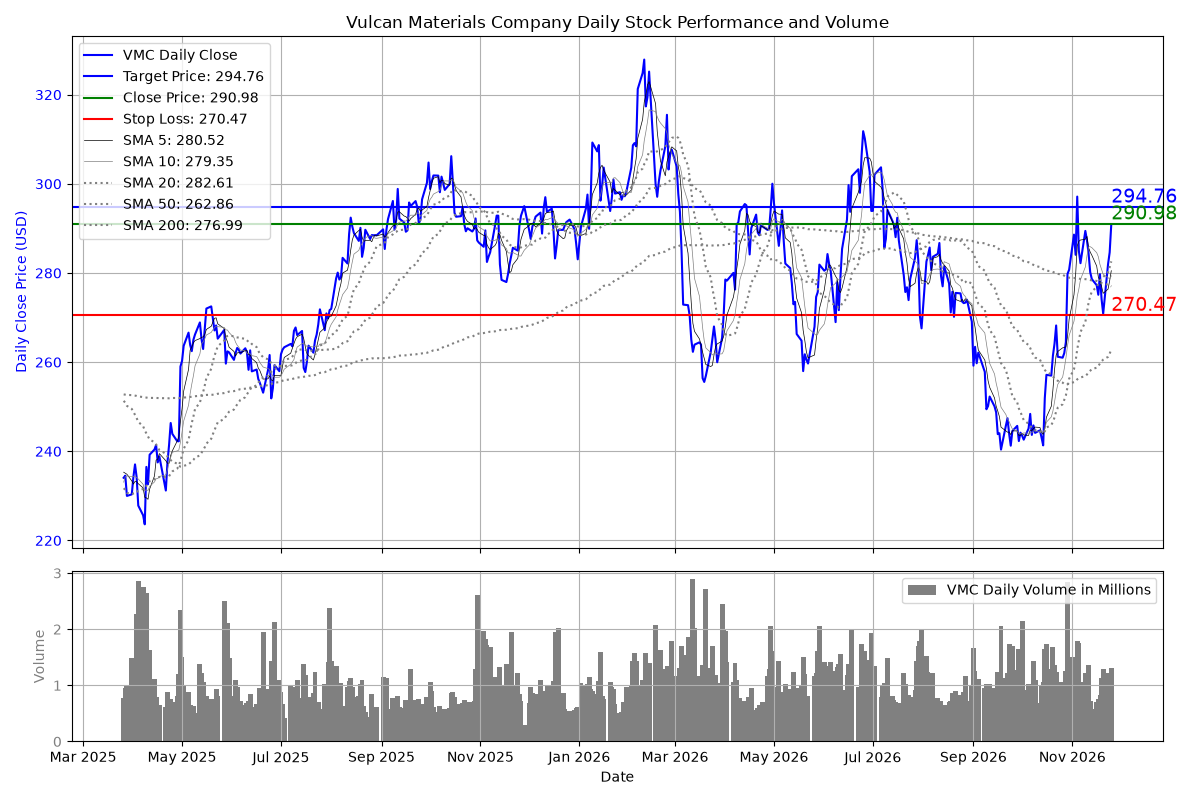 Vulcan Materials Company Daily Stock Performance and Volume
VMC Daily Close
Target Price: 294.76
Close Price: 290.98
Stop Loss: 270.47
SMA 5: 280.52
SMA 10: 279.35
SMA 20: 282.61
SMA 50: 262.86
SMA 200: 276.99
Daily Close Price (USD)
320
300
280
260
240
220
294.76
290.98
270.47
VMC Daily Volume in Millions
Volume
3
2
1
0
Mar 2025 May 2025 Jul 2025 Sep 2025 Nov 2025 Jan 2026 Mar 2026 May 2026 Jul 2026 Sep 2026 Nov 2026
Date